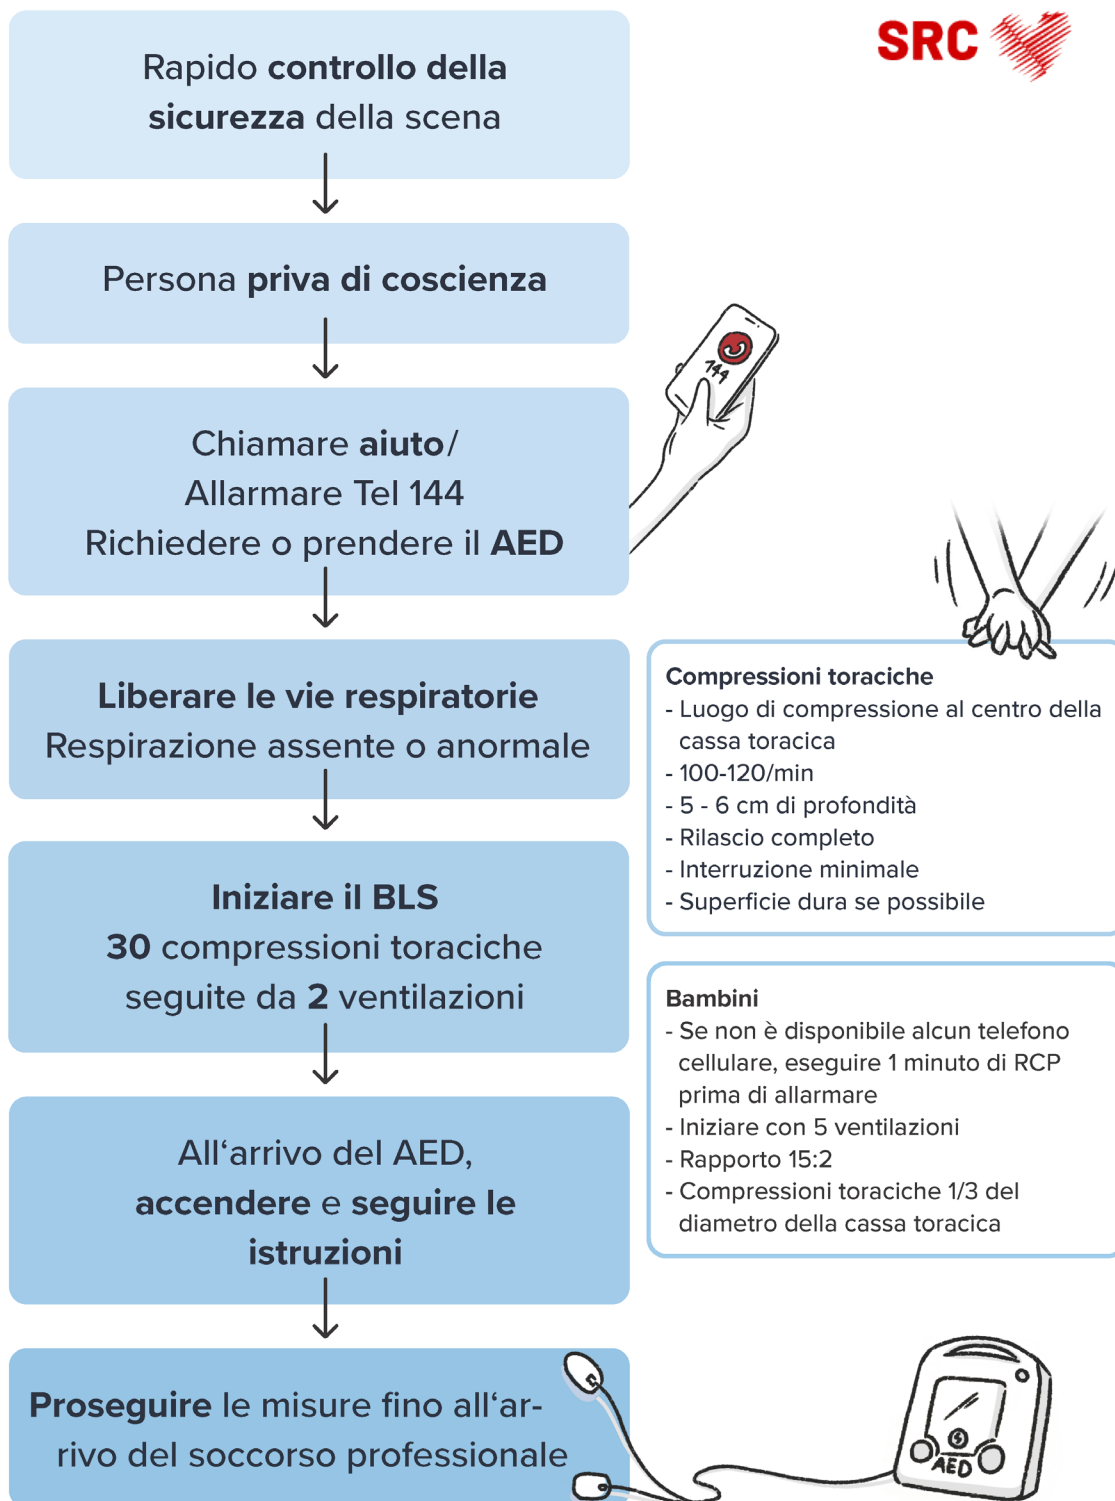 SRC
Rapido controllo della
sicurezza della scena
Persona priva di coscienza
Chiamare aiuto/
Allarmare Tel 144
Richiedere o prendere il AED
144
Liberare le vie respiratorie
Respirazione assente o anormale
Iniziare il BLS
30 compressioni toraciche
seguite da 2 ventilazioni
All‘arrivo del AED,
accendere e seguire le
istruzioni
Proseguire le misure fino all‘ar-
rivo del soccorso professionale
Compressioni toraciche
- Luogo di compressione al centro della
cassa toracica
- 100-120/min
- 5 - 6 cm di profondità
- Rilascio completo
- Interruzione minimale
- Superficie dura se possibile
Bambini
- Se non è disponibile alcun telefono
cellulare, eseguire 1 minuto di RCP
prima di allarmare
- Iniziare con 5 ventilazioni
- Rapporto 15:2
- Compressioni toraciche 1/3 del
diametro della cassa toracica
AED